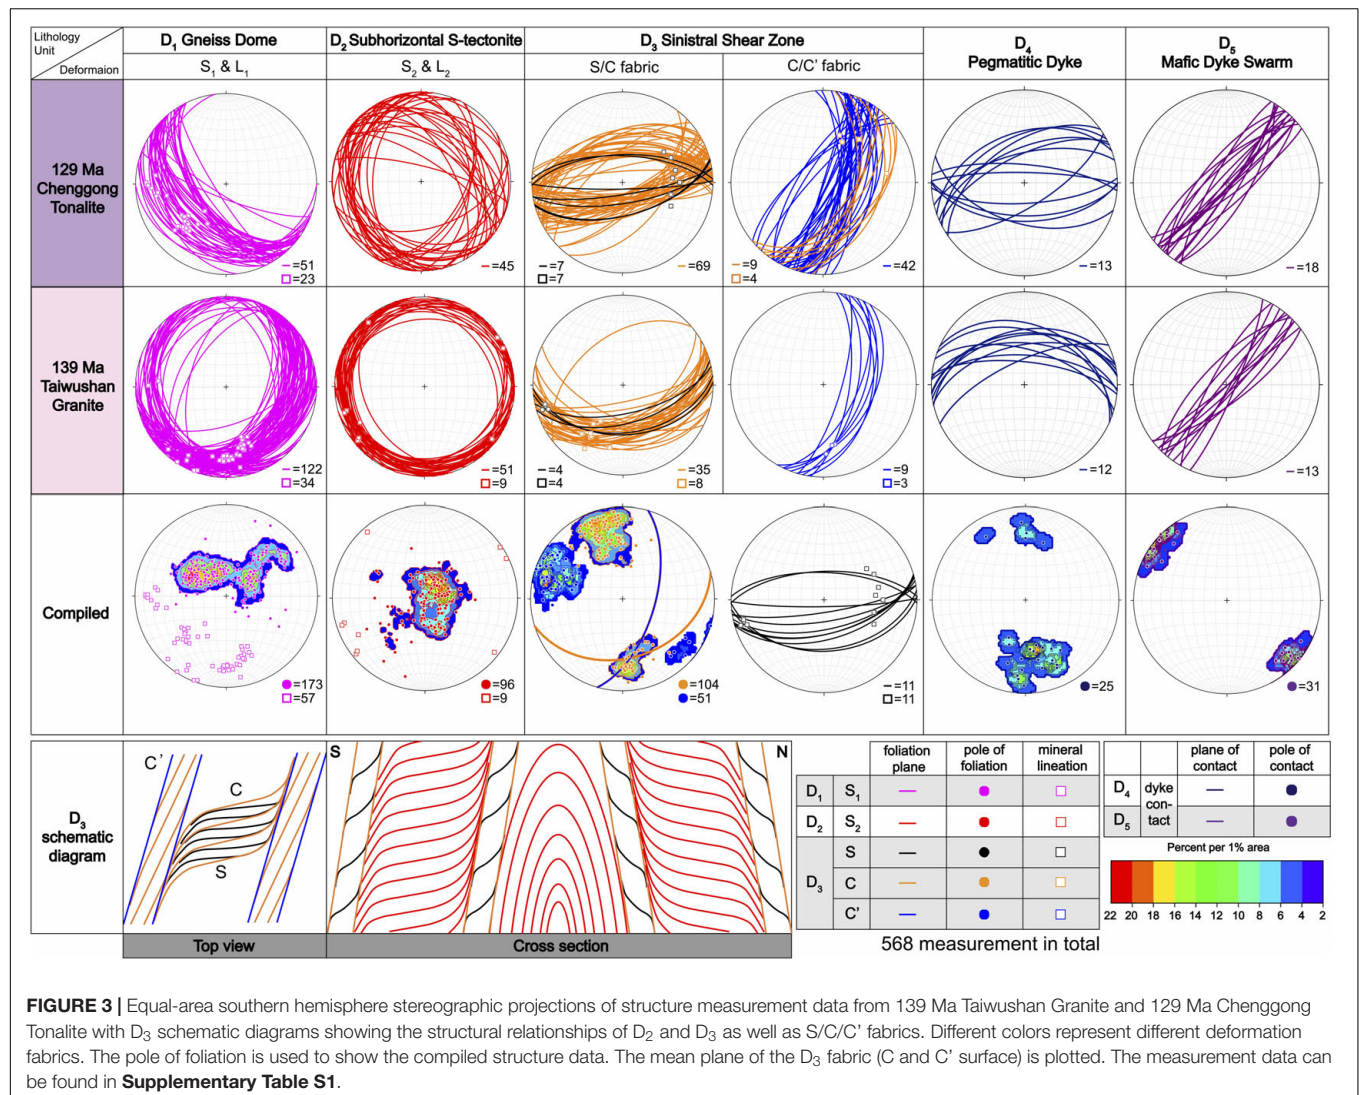 Lithology
Unit
Deformaion
D1 Gneiss Dome
D2 Subhorizontal S-tectonite
D3 Sinistral Shear Zone
D4
Pegmatitic Dyke
D5
Mafic Dyke Swarm
S1 & L1
S2 & L2
S/C fabric
C/C' fabric
129 Ma
Chenggong
Tonalite
=51
=23
=45
=7
=7
=69
=9
=4
=42
=13
=18
139 Ma
Taiwushan
Granite
=122
=34
=51
=9
=4
=4
=35
=8
=9
=3
=12
=13
Compiled
=173
=57
=96
=9
=104
=51
=11
=11
=25
=31
D3
schematic
diagram
C'
C
S
Top view
S
N
Cross section
foliation
plane
pole of
foliation
mineral
lineation
D1
S1
D2
S2
D3
S
C
C'
568 measurement in total
plane of
contact
pole of
contact
D4
D5
dyke
con-
tact
Percent per 1% area
22 20 18 16 14 12 10 8 6 4 2
FIGURE 3 | Equal-area southern hemisphere stereographic projections of structure measurement data from 139 Ma Taiwushan Granite and 129 Ma Chenggong
Tonalite with D3 schematic diagrams showing the structural relationships of D2 and D3 as well as S/C/C' fabrics. Different colors represent different deformation
fabrics. The pole of foliation is used to show the compiled structure data. The mean plane of the D3 fabric (C and C' surface) is plotted. The measurement data can
be found in Supplementary Table S1.